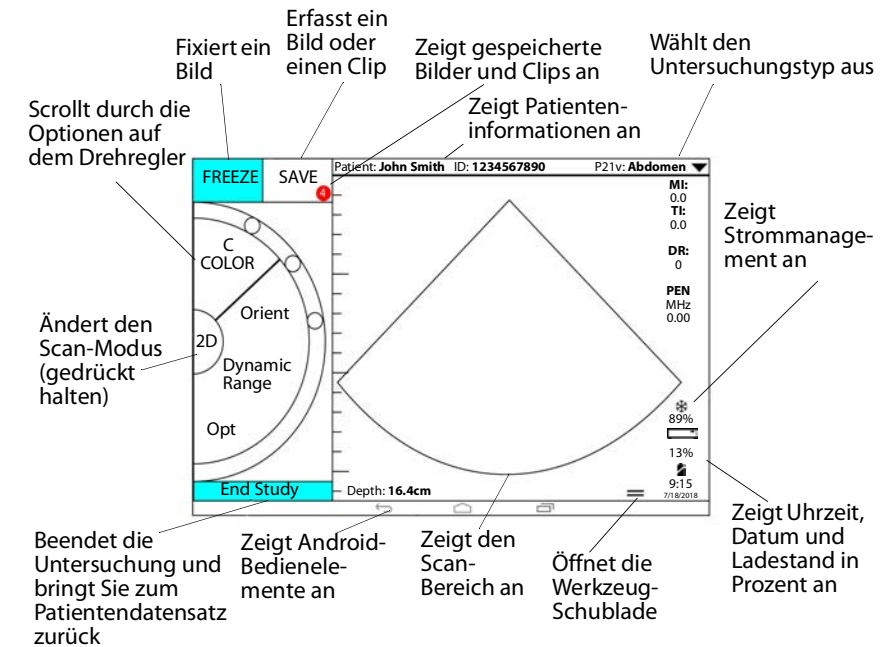 Fixiert ein
Bild
Erfasst ein
Bild oder
einen Clip
Zeigt gespeicherte
Bilder und Clips an
Wählt den
Untersuchungstyp aus
Scrollt durch die
Optionen auf
dem Drehregler
Zeigt Patienten-
informationen an
FREEZE
SAVE
4
Patient: John Smith ID: 1234567890
P21v: Abdomen
MI:
0.0
TI:
0.0
DR:
0
PEN
MHz
0.00
Zeigt
Strommanage-
ment an
C
COLOR
Orient
2D
Dynamic
Range
Opt
Ändert den
Scan-Modus
(gedrückt
halten)
89%
13%
9:15
7/18/2018
End Study
Depth: 16.4cm
Beendet die
Untersuchung und
bringt Sie zum
Patientendatensatz
zurück
Zeigt Android-
Bedienele-
mente an
Zeigt den
Scan-
Bereich an
Öffnet die
Werkzeug-
Schublade
Zeigt Uhrzeit,
Datum und
Ladestand in
Prozent an